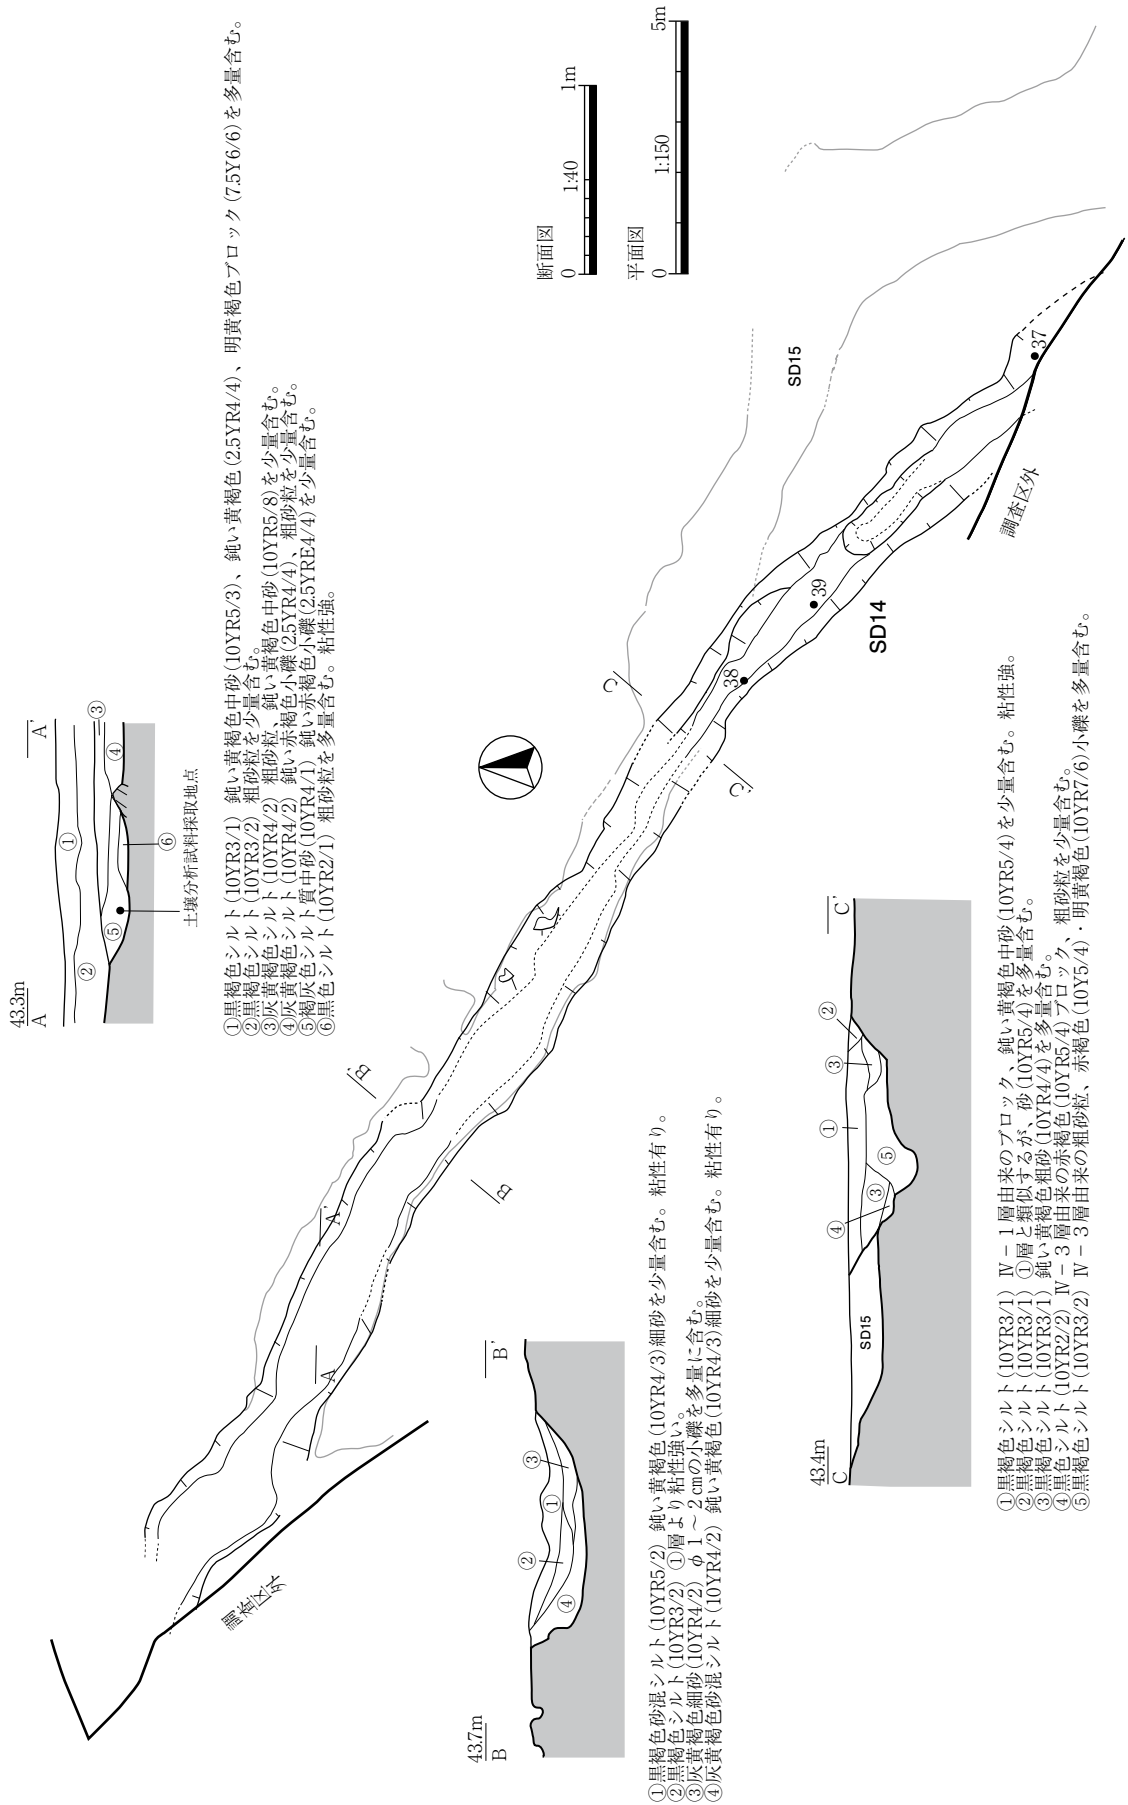 43.3m
A
A'
①
②
③
④
⑤
⑥
土壌分析試料採取地点
①黒褐色シルト(10YR3/1) 鈍い黄褐色中砂(10YR5/3)、鈍い黄褐色(2.5YR4/4)、明黄褐色ブロック(7.5Y6/6)を多量含む。
②黒褐色シルト(10YR3/2) 粗砂粒を少量含む。
③灰黄褐色シルト(10YR4/2) 粗砂粒、鈍い黄褐色中砂(10YR5/8)を少量含む。
④灰黄褐色シルト(10YR4/2) 鈍い赤褐色小礫(2.5YR4/4)、粗砂粒を少量含む。
⑤褐灰色シルト質中砂(10YR4/1) 鈍い赤褐色小礫(2.5YRE4/4)を少量含む。
⑥黒色シルト(10YR2/1) 粗砂粒を多量含む。粘性強。
断面図
0
1:40
1m
平面図
0
1:150
5m
調査区外
A
A'
B
B'
C
C'
38
39
37
SD14
SD15
調査区外
43.7m
B
B'
①
②
③
④
①黒褐色砂混シルト(10YR5/2) 鈍い黄褐色(10YR4/3)細砂を少量含む。粘性有り。
②黒褐色シルト(10YR3/2) ①層より粘性強い。
③灰黄褐色細砂(10YR4/2) φ1～2㎝の小礫を多量に含む。
④灰黄褐色砂混シルト(10YR4/2) 鈍い黄褐色(10YR4/3)細砂を少量含む。粘性有り。
43.4m
C
C'
SD15
④
③
①
⑤
③
②
①黒褐色シルト(10YR3/1) Ⅳ－1層由来のブロック、鈍い黄褐色中砂(10YR5/4)を少量含む。粘性強。
②黒褐色シルト(10YR3/1) ①層と類似するが、砂(10YR5/4)を多量含む。
③黒褐色シルト(10YR3/1) 鈍い黄褐色粗砂(10YR4/4)を多量含む。
④黒色シルト(10YR2/2) Ⅳ－3層由来の赤褐色(10YR5/4)ブロック、粗砂粒を少量含む。
⑤黒褐色シルト(10YR3/2) Ⅳ－3層由来の粗砂粒、赤褐色(10Y5/4)・明黄褐色(10YR7/6)小礫を多量含む。